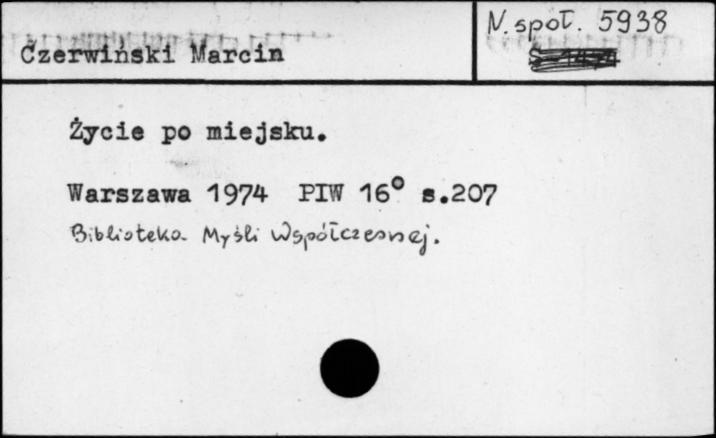 N. społ. 5938
Czerwiński Marcin
Życie po miejsku.
Warszawa 1974 PIW 16° s.207
Biblioteka Myśli Współczesnej.